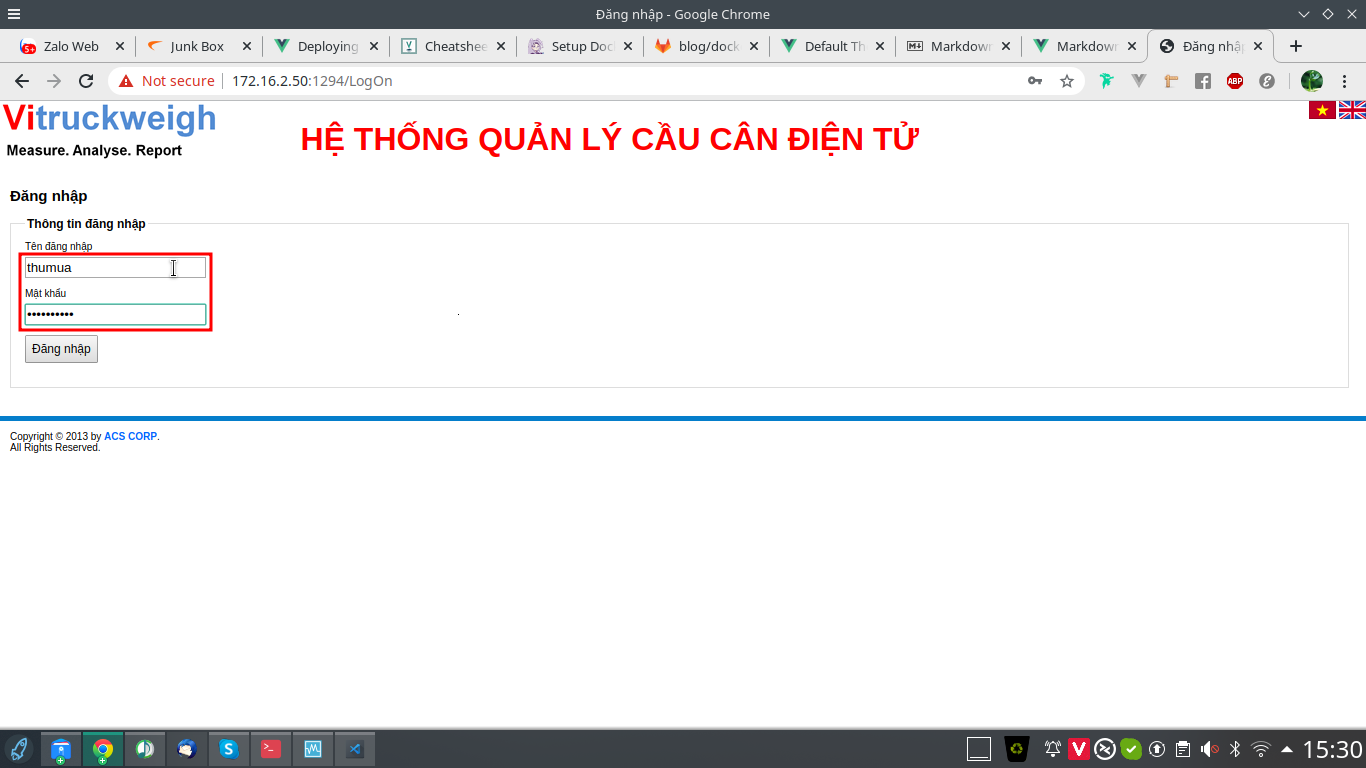 Đăng nhập - Google Chrome
Zalo Web
Junk Box
Deploying
Cheatshee
Setup Doc
blog/dock
Default Th
Markdown
Markdown
Đăng nhập
Not secure
172.16.2.50:1294/LogOn
ABP
Vitruckweigh
Measure. Analyse. Report
HỆ THỐNG QUẢN LÝ CẦU CÂN ĐIỆN TỬ
Đăng nhập
Thông tin đăng nhập
Tên đăng nhập
thumua
Mật khẩu
••••••••••
Đăng nhập
Copyright © 2013 by ACS CORP.
All Rights Reserved.
15:30